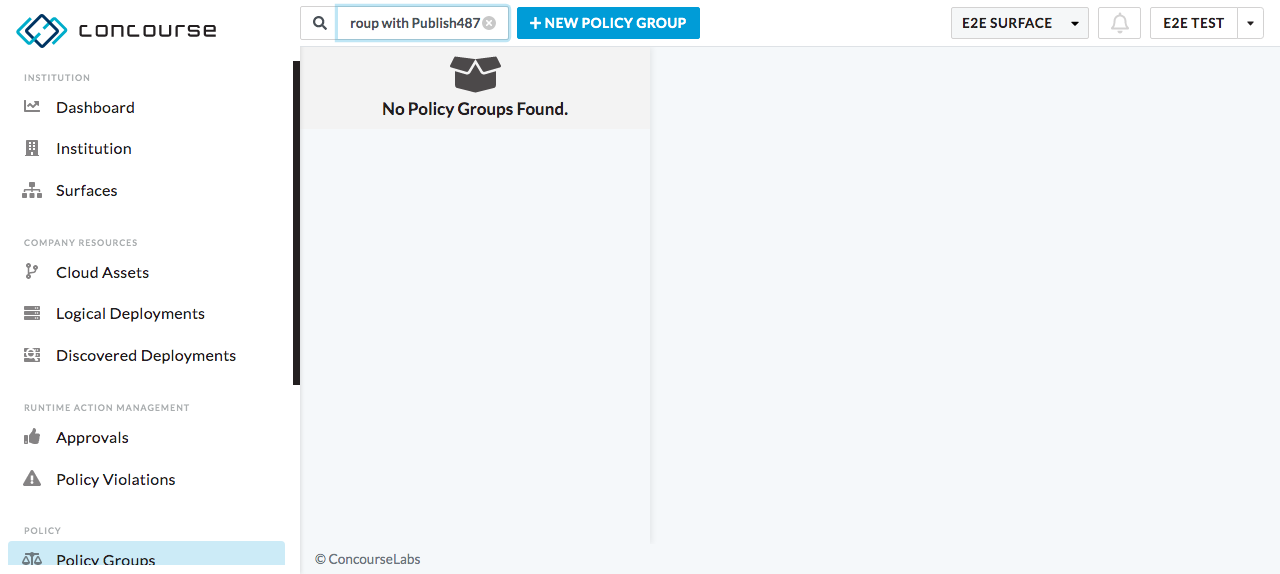 concourse
roup with Publish487
+ NEW POLICY GROUP
E2E SURFACE
E2E TEST
INSTITUTION
Dashboard
Institution
Surfaces
COMPANY RESOURCES
Cloud Assets
Logical Deployments
Discovered Deployments
RUNTIME ACTION MANAGEMENT
Approvals
Policy Violations
POLICY
Policy Groups
No Policy Groups Found.
© ConcourseLabs